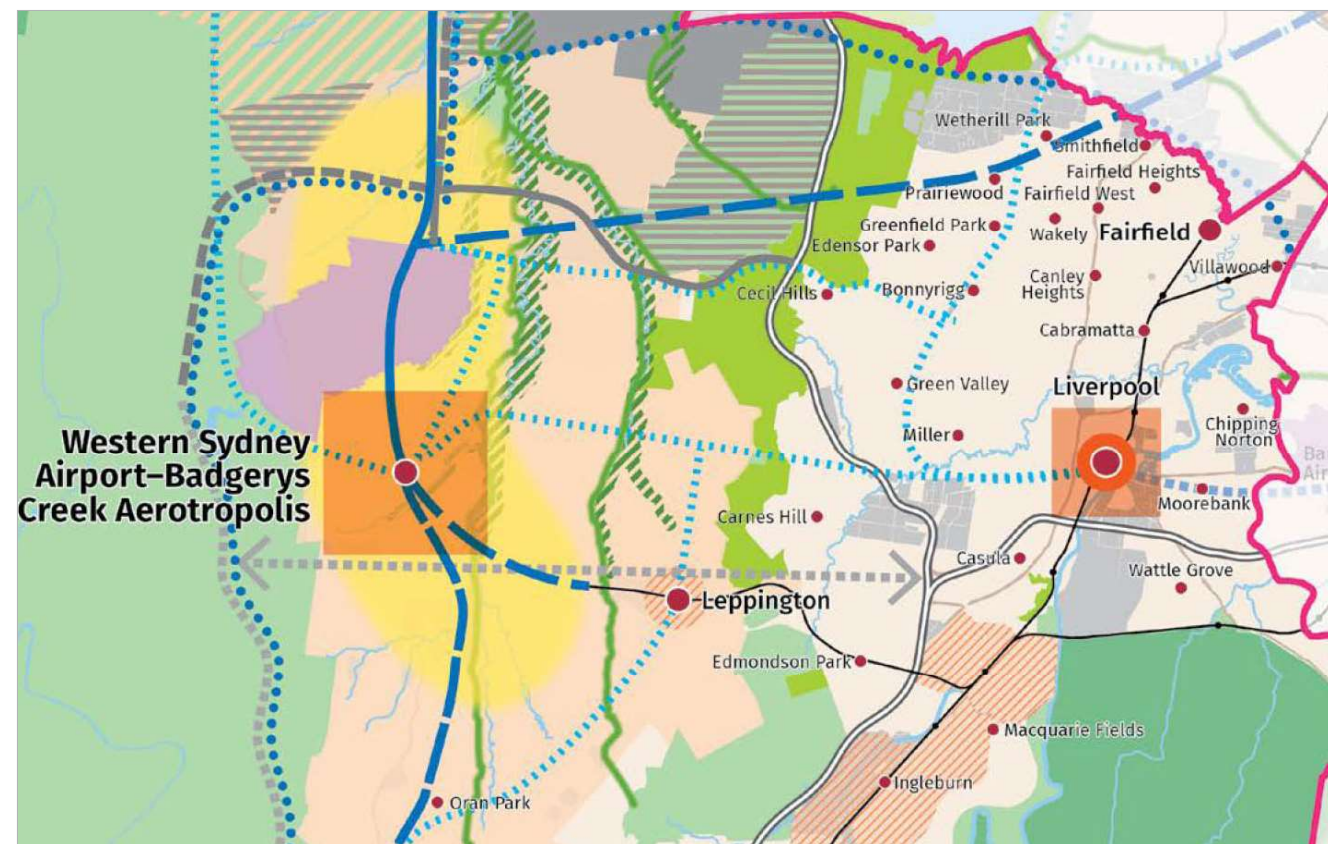 Wetherill Park
Smithfield
Fairfield Heights
Prairiewood
Fairfield West
Greenfield Park
Wakely
Fairfield
Edensor Park
Villawood
Canley
Heights
Cecil Hills
Bonnyrigg
Cabramatta
Green Valley
Liverpool
Chipping
Norton
Miller
Western Sydney
Airport–Badgerys
Creek Aerotropolis
Ba
Air
Moorebank
Carnes Hill
Casula
Wattle Grove
Leppington
Edmondson Park
Macquarie Fields
Ingleburn
Oran Park